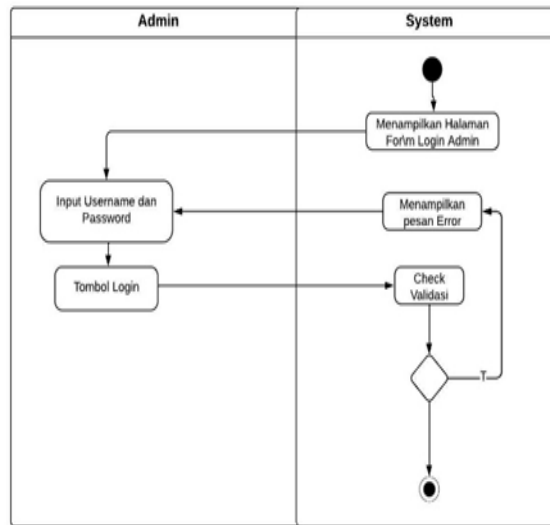 Admin
System
Menampilkan Halaman
For\m Login Admin
Input Username dan
Password
Menampilkan
pesan Error
Tombol Login
Check
Validasi
T